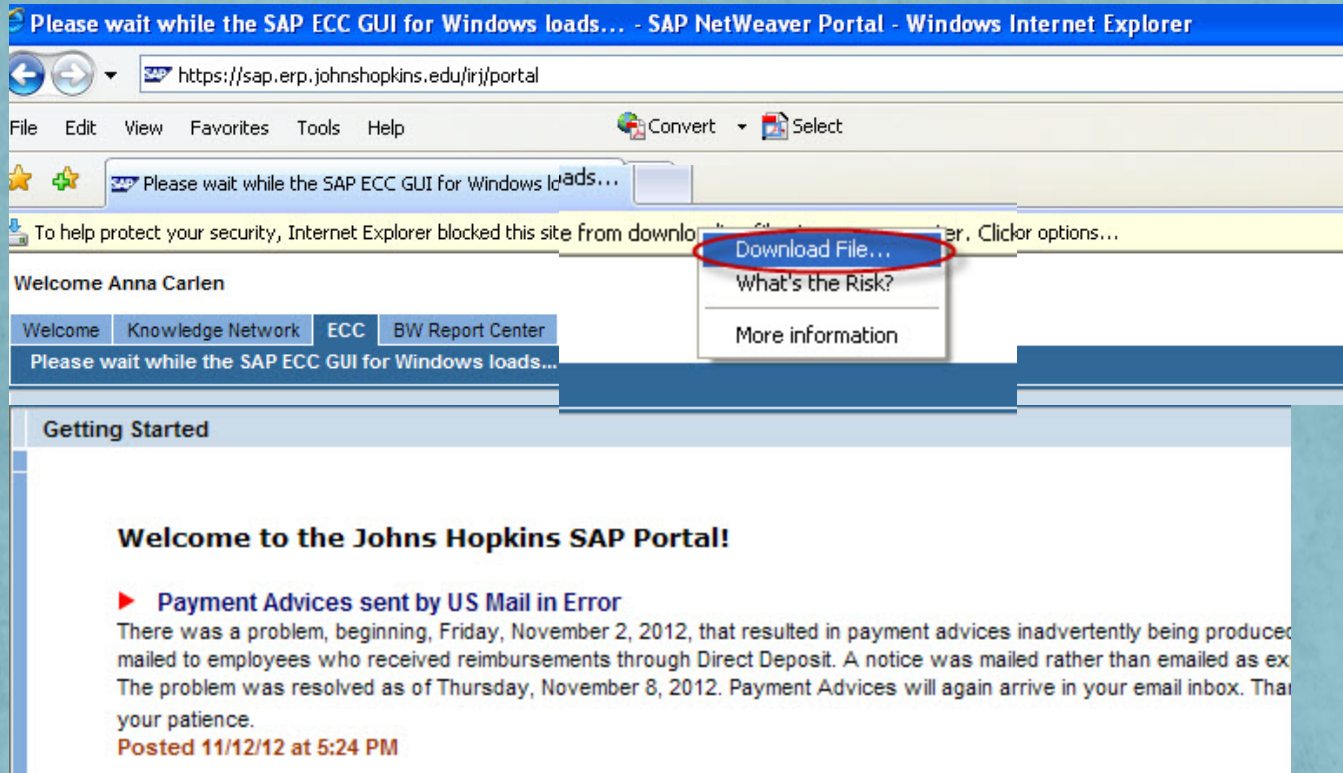 Please wait while the SAP ECC GUI for Windows loads... - SAP NetWeaver Portal - Windows Internet Explorer
SAP https://sap.erp.johnshopkins.edu/irj/portal
File Edit View Favorites Tools Help Convert Select
SAP Please wait while the SAP ECC GUI for Windows loads...
To help protect your security, Internet Explorer blocked this site from downlo er. Click or options...
Download File...
What's the Risk?
More information
Welcome Anna Carlen
Welcome Knowledge Network ECC BW Report Center
Please wait while the SAP ECC GUI for Windows loads...
Getting Started
Welcome to the Johns Hopkins SAP Portal!
Payment Advices sent by US Mail in Error
There was a problem, beginning, Friday, November 2, 2012, that resulted in payment advices inadvertently being produced
mailed to employees who received reimbursements through Direct Deposit. A notice was mailed rather than emailed as ex
The problem was resolved as of Thursday, November 8, 2012. Payment Advices will again arrive in your email inbox. Tha
your patience.
Posted 11/12/12 at 5:24 PM